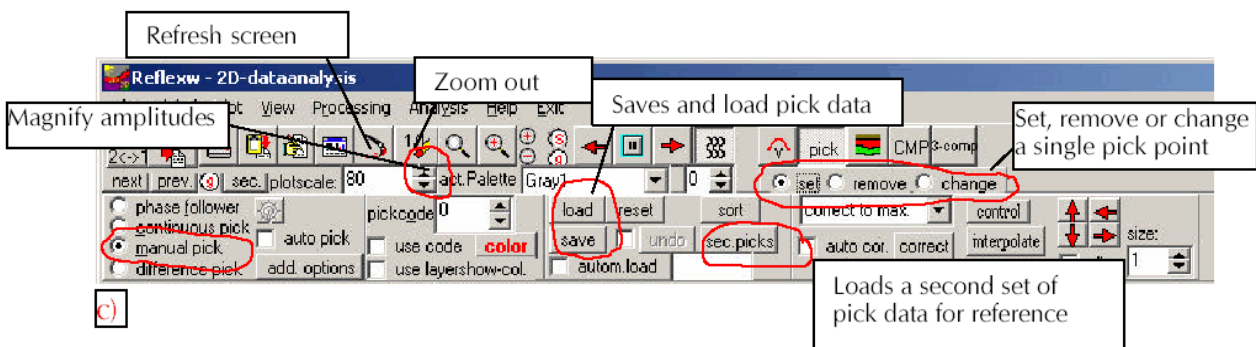 Refresh screen
Reflexw - 2D-dataanalysis
Zoom out
View Processing Analysis Help Exit
Saves and load pick data
Magnify amplitudes
Set, remove or change
a single pick point
2<->1
pick
CMP
3-comp
next prev. sec. plotscale: 80 act.Palette Gray1 0 set remove change
phase follower pickcode 0 load reset sort correct to max. control
continuous pick auto pick
manual pick use code color save undo sec.picks auto cor. correct interpolate size:
difference pick add. options use layershow-col. autom.load 1
Loads a second set of
pick data for reference
c)